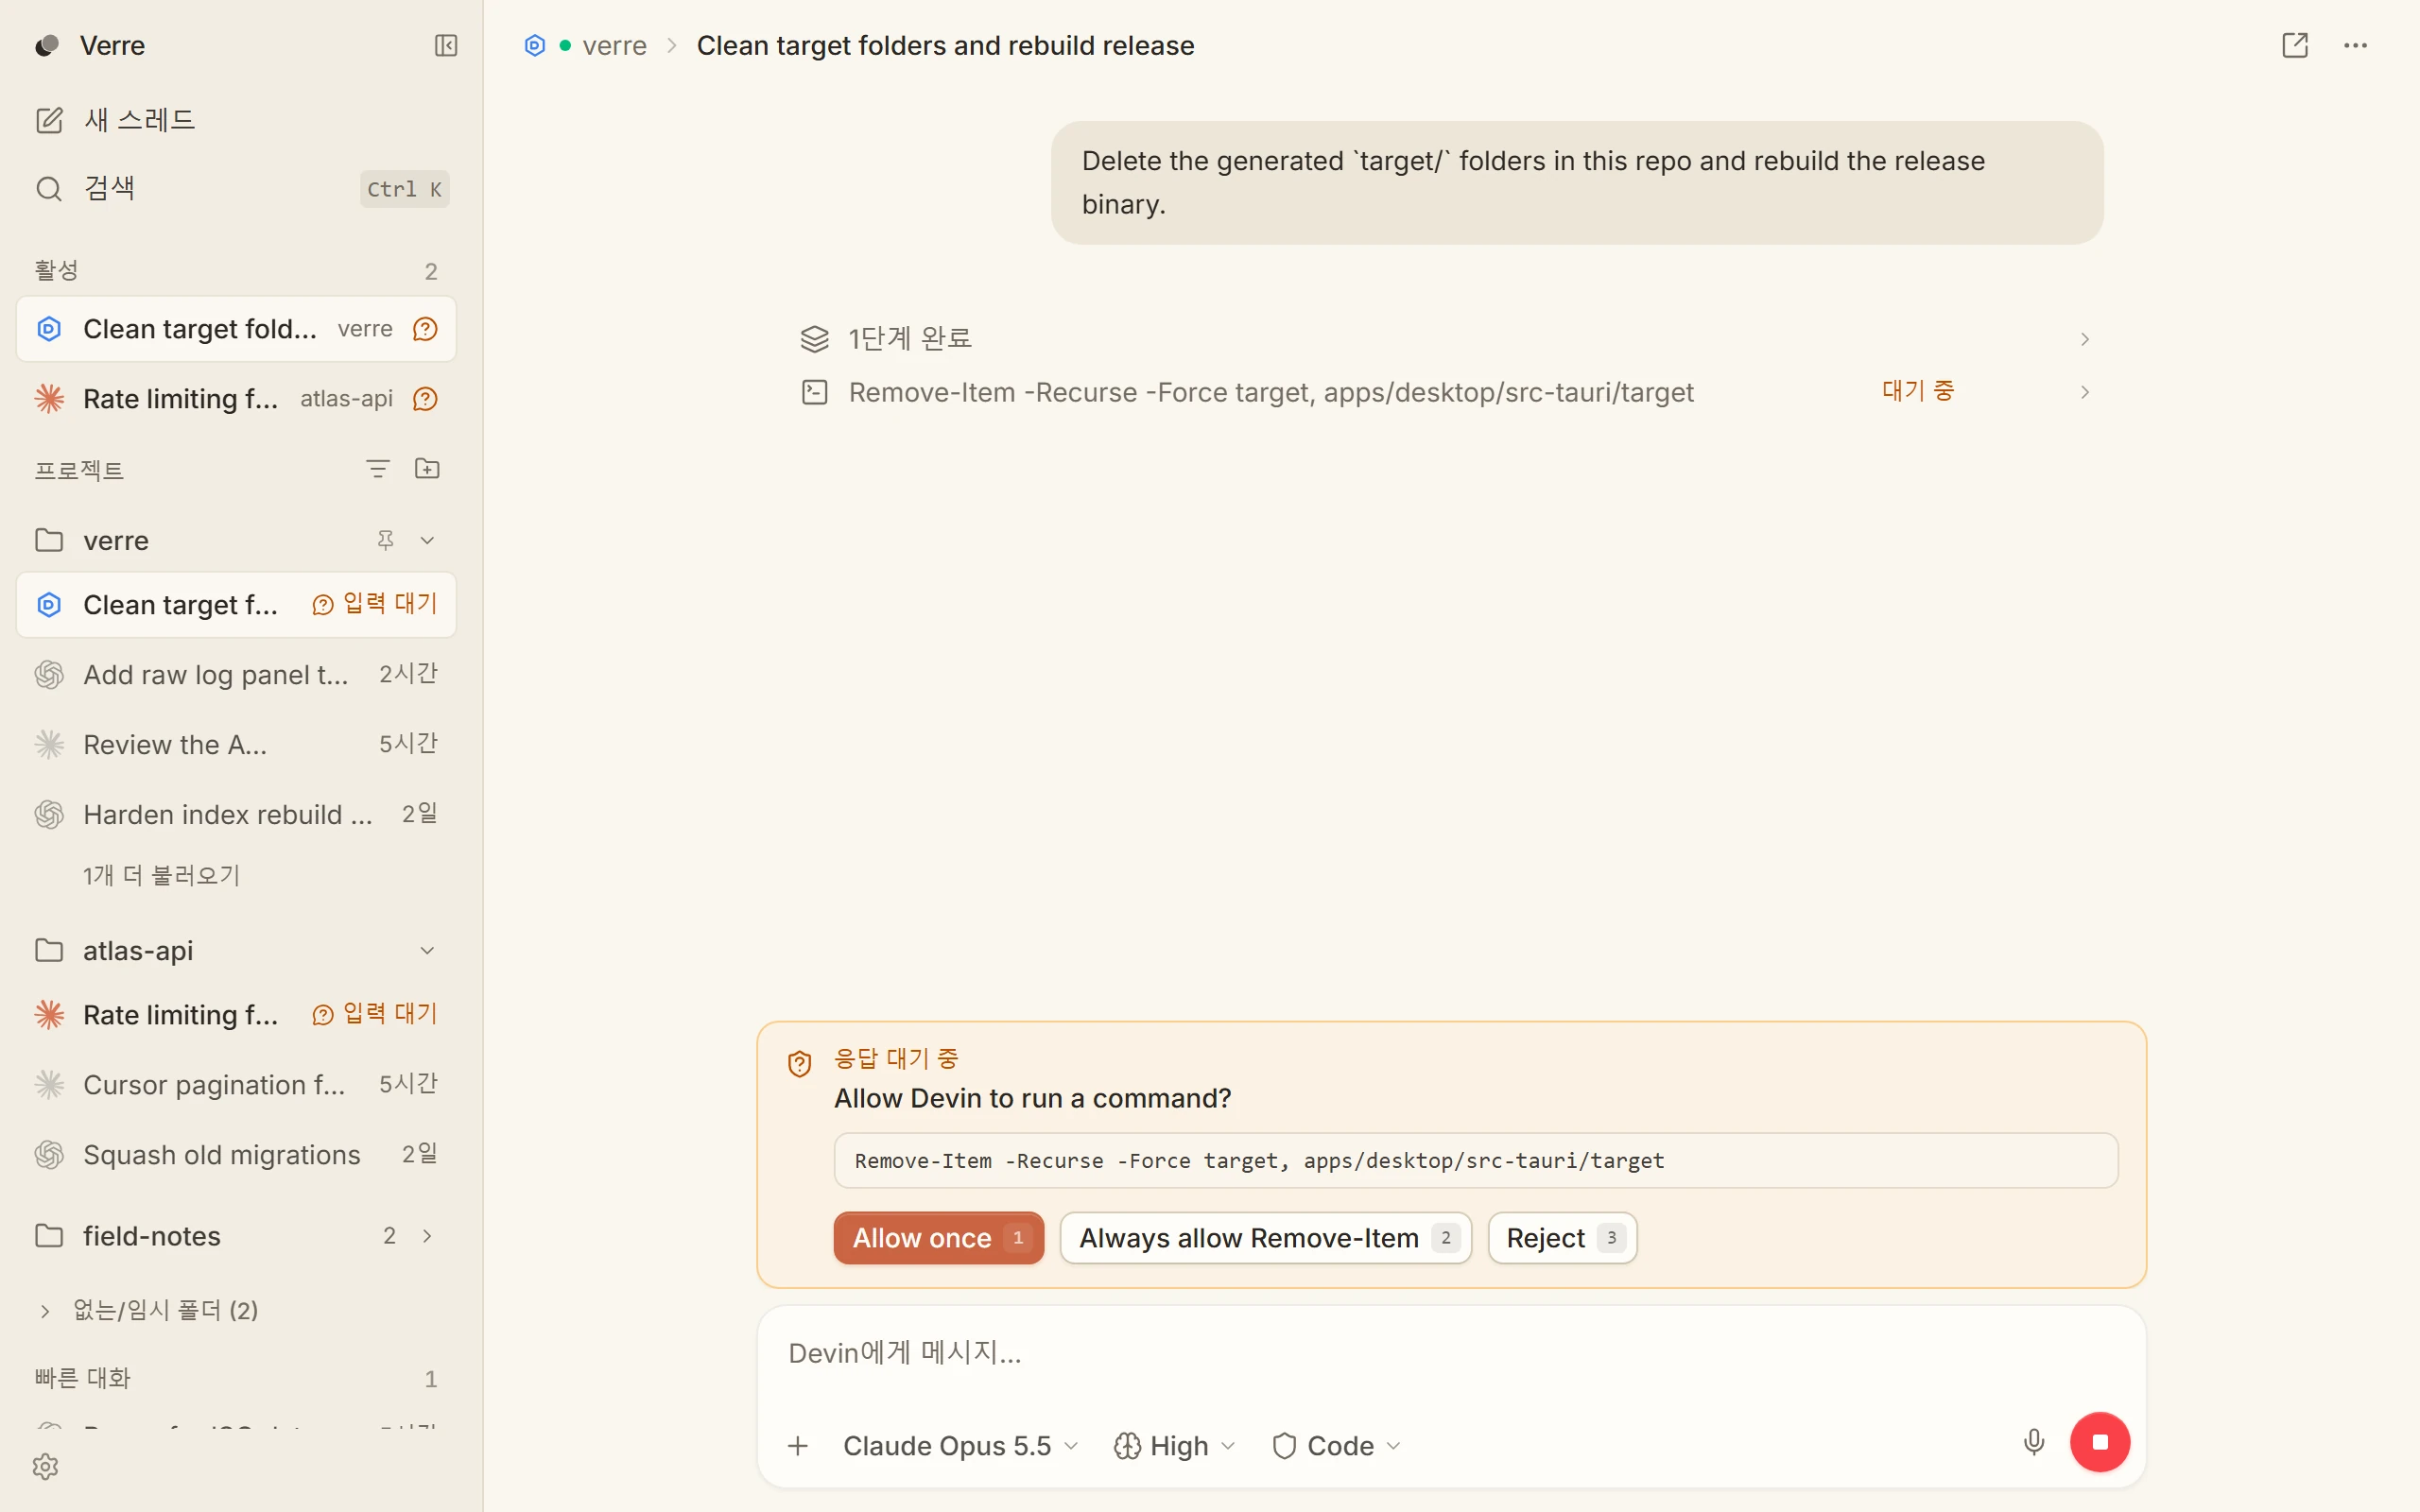 Verre
새 스레드
검색
Ctrl K
활성
2
Clean target fold...
verre
Rate limiting f...
atlas-api
프로젝트
verre
Clean target f...
입력 대기
Add raw log panel t...
2시간
Review the A...
5시간
Harden index rebuild ...
2일
1개 더 불러오기
atlas-api
Rate limiting f...
입력 대기
Cursor pagination f...
5시간
Squash old migrations
2일
field-notes
2
없는/임시 폴더 (2)
빠른 대화
1
verre
Clean target folders and rebuild release
Delete the generated `target/` folders in this repo and rebuild the release
binary.
1단계 완료
Remove-Item -Recurse -Force target, apps/desktop/src-tauri/target
대기 중
응답 대기 중
Allow Devin to run a command?
Remove-Item -Recurse -Force target, apps/desktop/src-tauri/target
Allow once 1
Always allow Remove-Item 2
Reject 3
Devin에게 메시지...
Claude Opus 5.5
High
Code